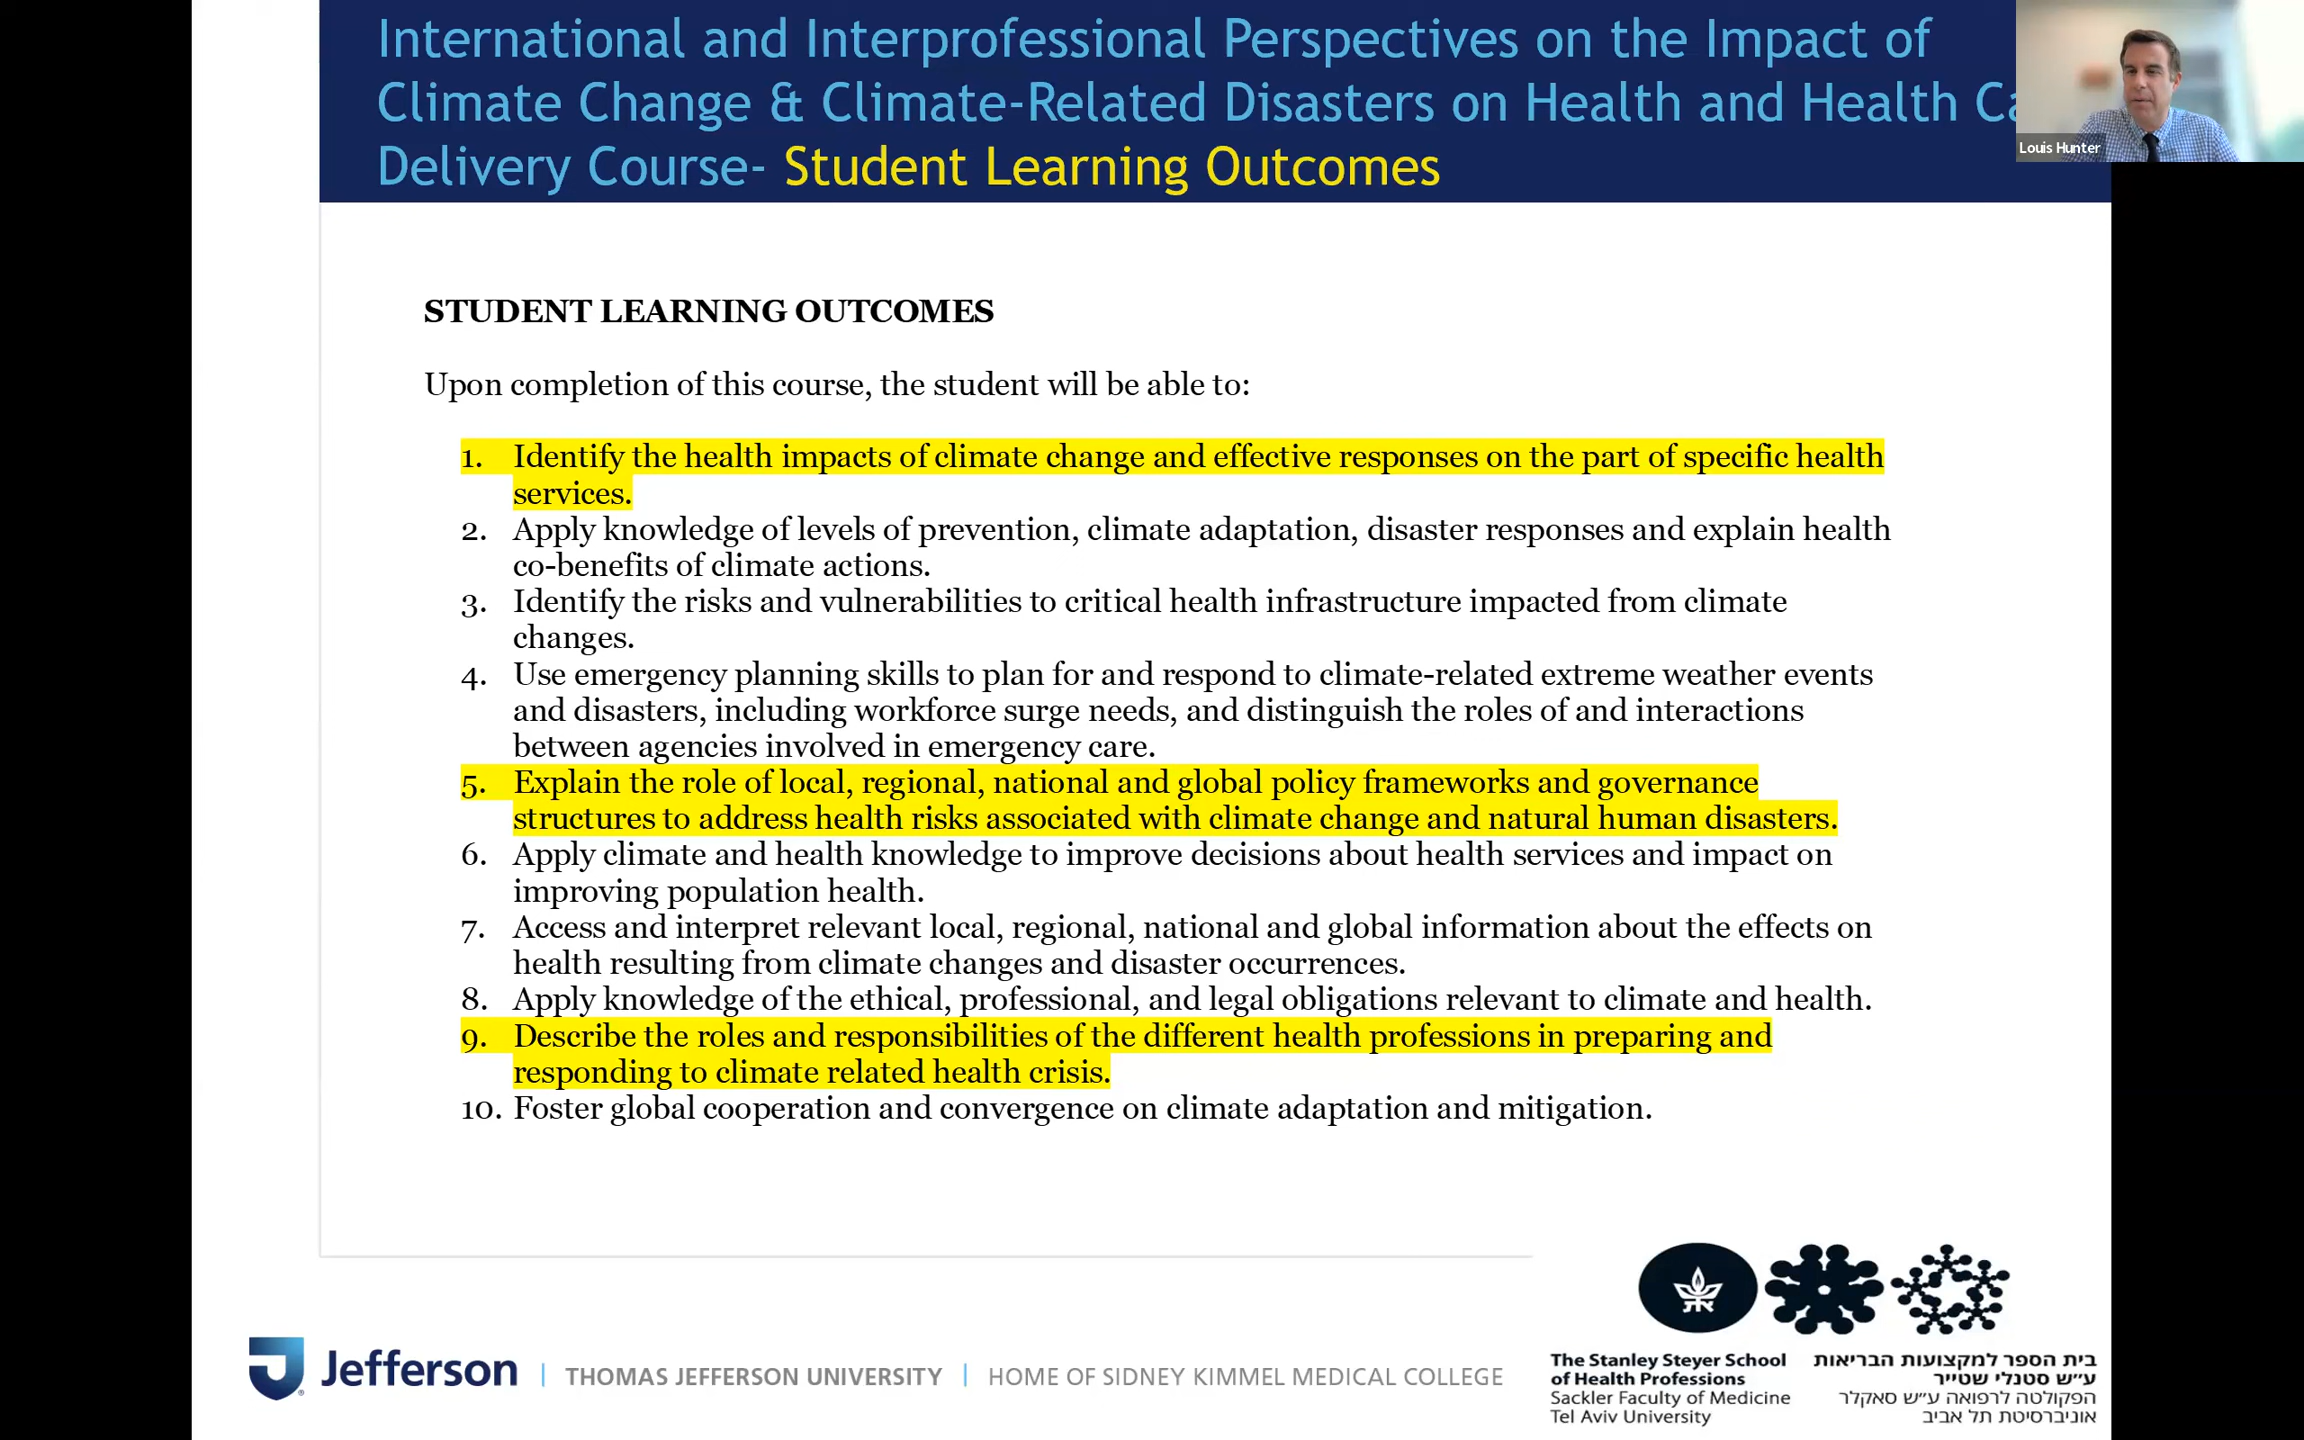 International and Interprofessional Perspectives on the Impact of
Climate Change & Climate-Related Disasters on Health and Health Ca
Delivery Course- Student Learning Outcomes
Louis Hunter
STUDENT LEARNING OUTCOMES
Upon completion of this course, the student will be able to:
1. Identify the health impacts of climate change and effective responses on the part of specific health
services.
2. Apply knowledge of levels of prevention, climate adaptation, disaster responses and explain health
co-benefits of climate actions.
3. Identify the risks and vulnerabilities to critical health infrastructure impacted from climate
changes.
4. Use emergency planning skills to plan for and respond to climate-related extreme weather events
and disasters, including workforce surge needs, and distinguish the roles of and interactions
between agencies involved in emergency care.
5. Explain the role of local, regional, national and global policy frameworks and governance
structures to address health risks associated with climate change and natural human disasters.
6. Apply climate and health knowledge to improve decisions about health services and impact on
improving population health.
7. Access and interpret relevant local, regional, national and global information about the effects on
health resulting from climate changes and disaster occurrences.
8. Apply knowledge of the ethical, professional, and legal obligations relevant to climate and health.
9. Describe the roles and responsibilities of the different health professions in preparing and
responding to climate related health crisis.
10. Foster global cooperation and convergence on climate adaptation and mitigation.
Jefferson | THOMAS JEFFERSON UNIVERSITY | HOME OF SIDNEY KIMMEL MEDICAL COLLEGE
The Stanley Steyer School
of Health Professions
Sackler Faculty of Medicine
Tel Aviv University
בית הספר למקצועות הבריאות
ע״ש סטנלי שטייר
הפקולטה לרפואה ע״ש סאקלר
אוניברסיטת תל אביב